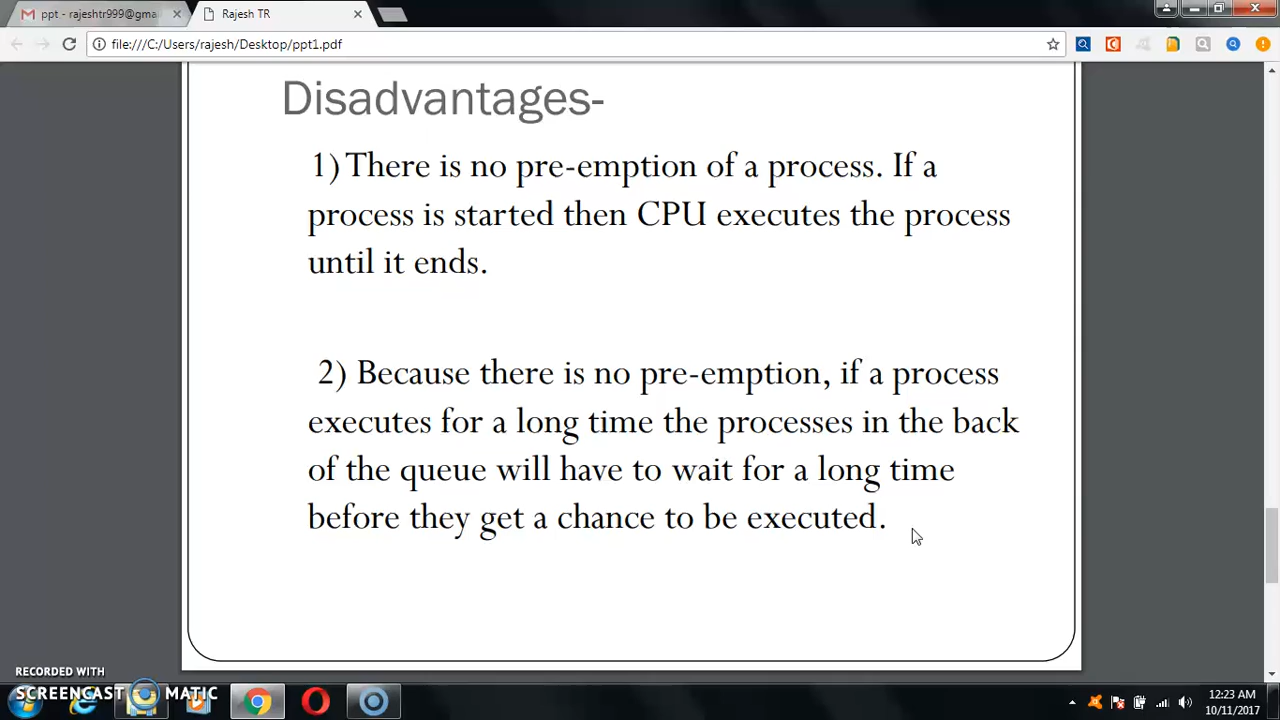 ppt - rajeshtr999@gmai
Rajesh TR
file:///C:/Users/rajesh/Desktop/ppt1.pdf
Disadvantages-
1) There is no pre-emption of a process. If a
process is started then CPU executes the process
until it ends.
2) Because there is no pre-emption, if a process
executes for a long time the processes in the back
of the queue will have to wait for a long time
before they get a chance to be executed.
RECORDED WITH
SCREENCAST MATIC
12:23 AM
10/11/2017